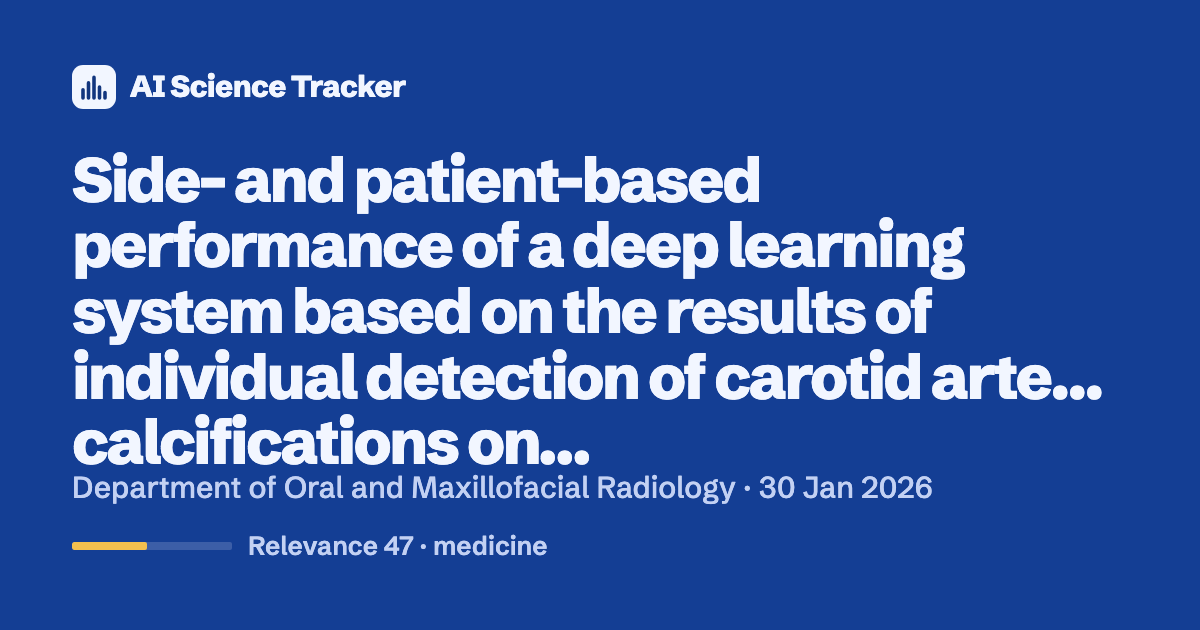 AI Science Tracker
Side- and patient-based
performance of a deep learning
system based on the results of
individual detection of carotid arte...
calcifications on...
Department of Oral and Maxillofacial Radiology · 30 Jan 2026
Relevance 47 · medicine